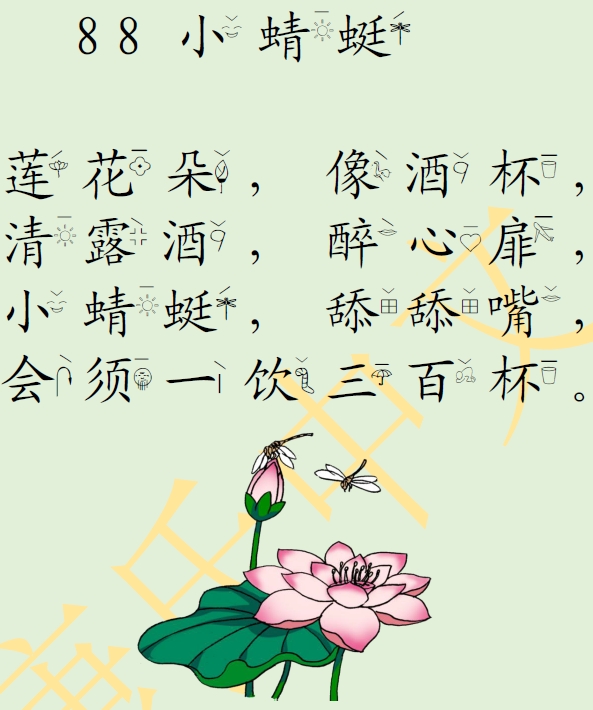 88 小蜻蜓
莲花朵， 像酒杯，
清露酒， 醉心扉，
小蜻蜓， 舔舔嘴，
会须一饮三百杯。